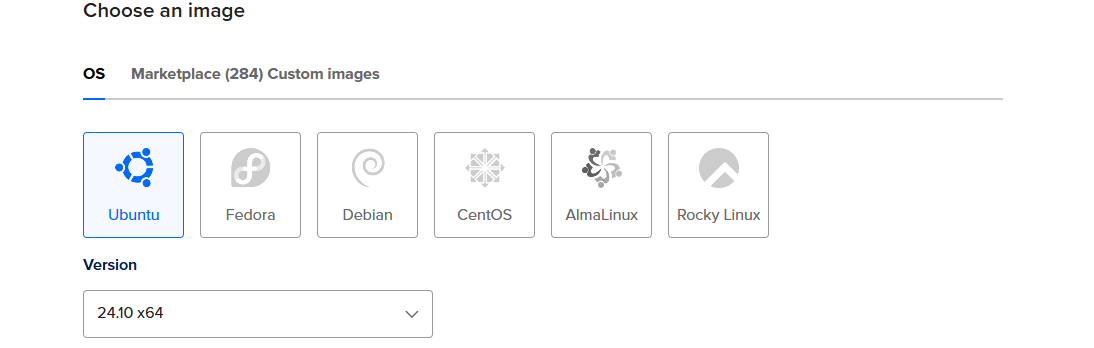 Choose an image
OS Marketplace (284) Custom images
Ubuntu Fedora Debian CentOS AlmaLinux Rocky Linux
Version
24.10 x64